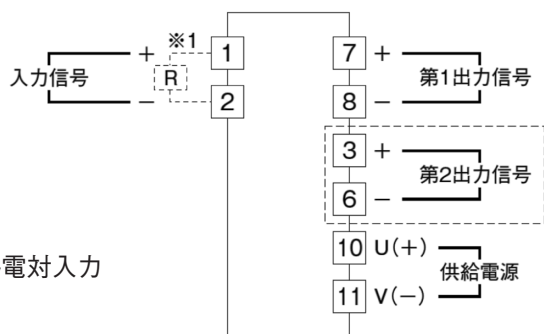 入力信号
+
※1
R
−
1
2
7 +
8 −
第1出力信号
3 +
6 −
第2出力信号
10 U(+)
11 V(−)
供給電源
電対入力